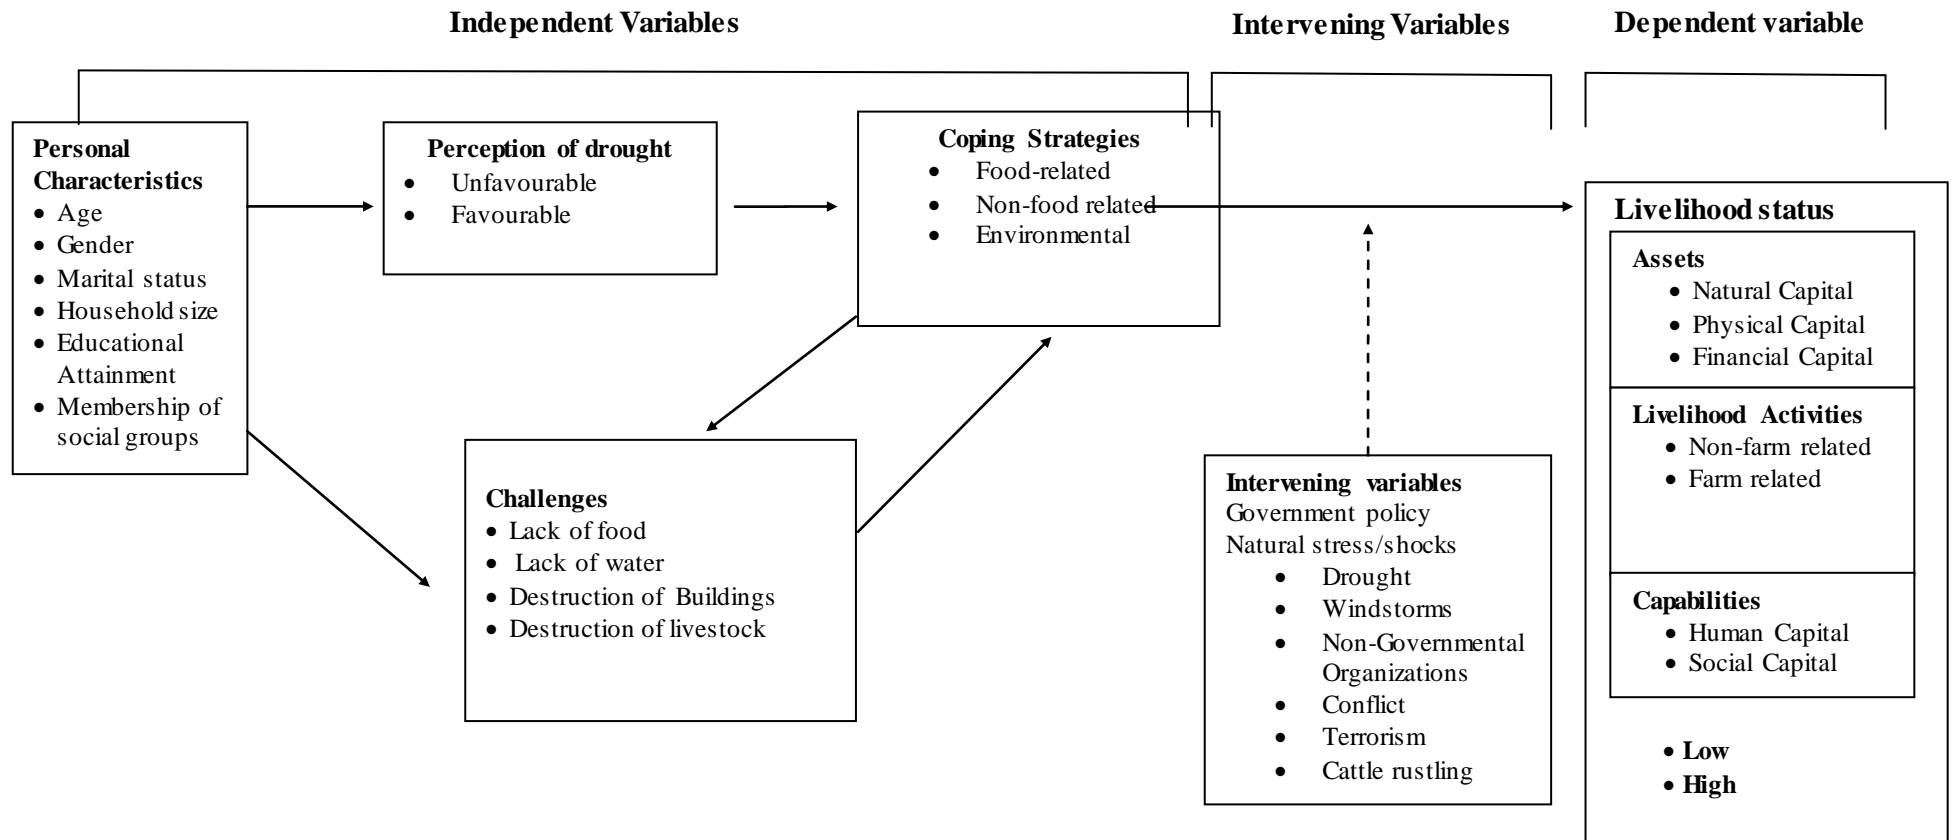 Independent Variables
Intervening Variables
Dependent variable
Personal
Characteristics
• Age
• Gender
• Marital status
• Household size
• Educational
Attainment
• Membership of
social groups
Perception of drought
• Unfavourable
• Favourable
Coping Strategies
• Food-related
• Non-food related
• Environmental
Challenges
• Lack of food
• Lack of water
• Destruction of Buildings
• Destruction of livestock
Intervening variables
Government policy
Natural stress/shocks
• Drought
• Windstorms
• Non-Governmental
Organizations
• Conflict
• Terrorism
• Cattle rustling
Livelihood status
Assets
• Natural Capital
• Physical Capital
• Financial Capital
Livelihood Activities
• Non-farm related
• Farm related
Capabilities
• Human Capital
• Social Capital
• Low
• High